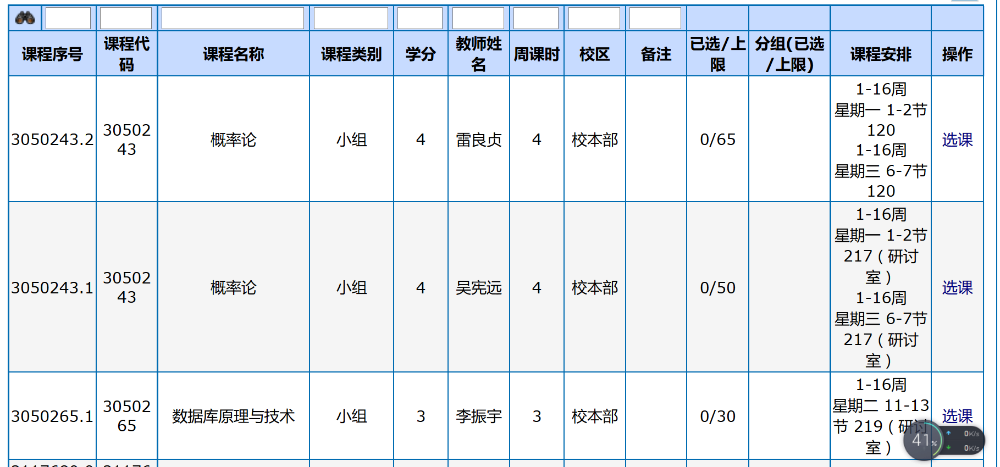 课程序号 课程代码 课程名称 课程类别 学分 教师姓名 周课时 校区 备注 已选/上限 分组(已选/上限) 课程安排 操作
3050243.2 3050243 概率论 小组 4 雷良贞 4 校本部 0/65 1-16周 星期一 1-2节 120 1-16周 星期三 6-7节 120 选课
3050243.1 3050243 概率论 小组 4 吴宪远 4 校本部 0/50 1-16周 星期一 1-2节 217（研讨室） 1-16周 星期三 6-7节 217（研讨室） 选课
3050265.1 3050265 数据库原理与技术 小组 3 李振宇 3 校本部 0/30 1-16周 星期二 11-13节 219（研讨室） 选课
41%
0K/s
0K/s